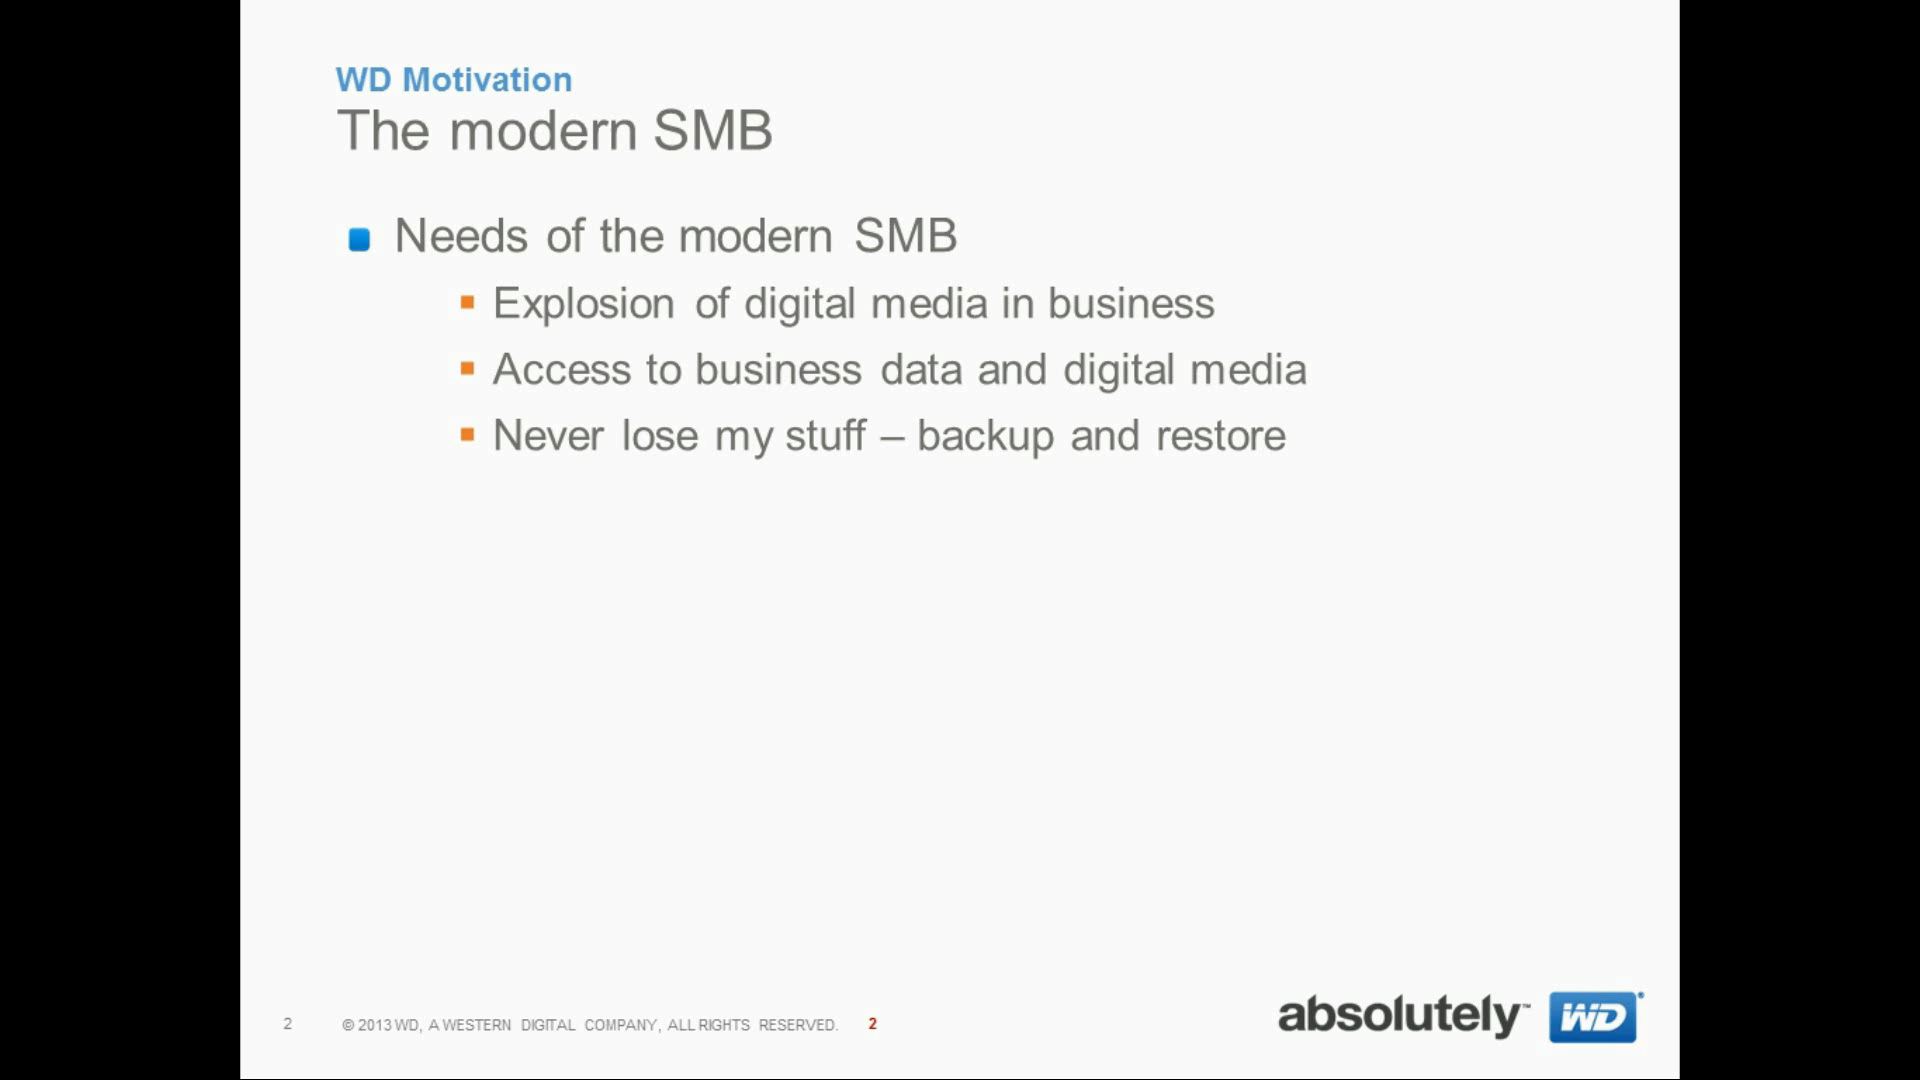 WD Motivation
The modern SMB
Needs of the modern SMB
Explosion of digital media in business
Access to business data and digital media
Never lose my stuff – backup and restore
2 © 2013 WD, A WESTERN DIGITAL COMPANY, ALL RIGHTS RESERVED. 2
absolutely™ WD®